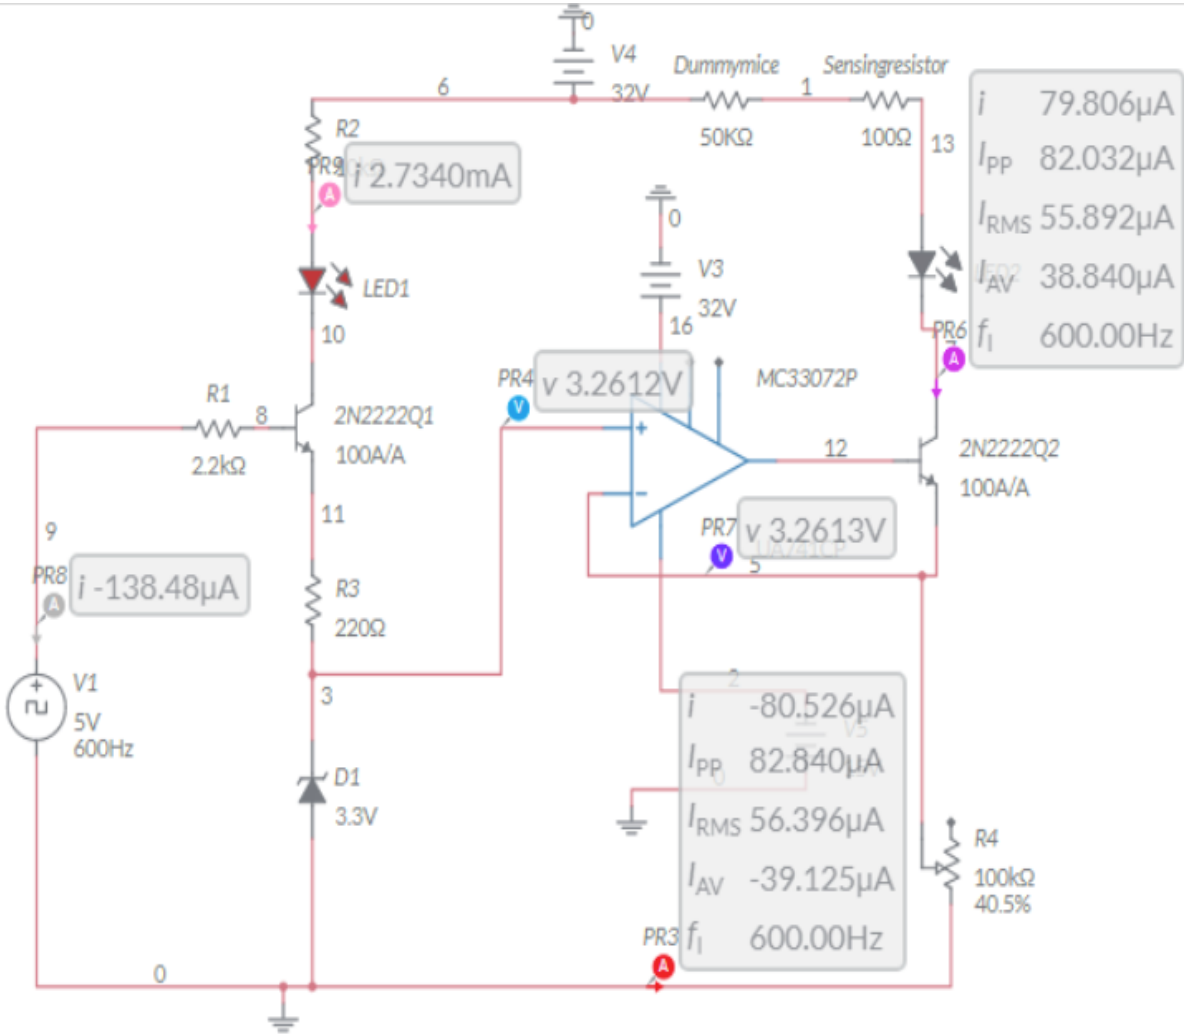 0
V4
32V
6
Dummymice
50KΩ
1
Sensingresistor
100Ω
13
i 79.806µA
IPP 82.032µA
IRMS 55.892µA
IAV 38.840µA
fI 600.00Hz
R2
PR9
A
i 2.7340mA
LED1
10
0
V3
32V
16
PR6
A
PR4
V
v 3.2612V
MC33072P
R1
2.2kΩ
8
2N2222Q1
100A/A
+
−
12
2N2222Q2
100A/A
9
11
PR7
V
v 3.2613V
UA741CP
5
PR8
A
i -138.48µA
R3
220Ω
V1
5V
600Hz
+
3
D1
3.3V
2
V5
0
i -80.526µA
IPP 82.840µA
IRMS 56.396µA
IAV -39.125µA
fI 600.00Hz
R4
100kΩ
40.5%
PR3
A
0